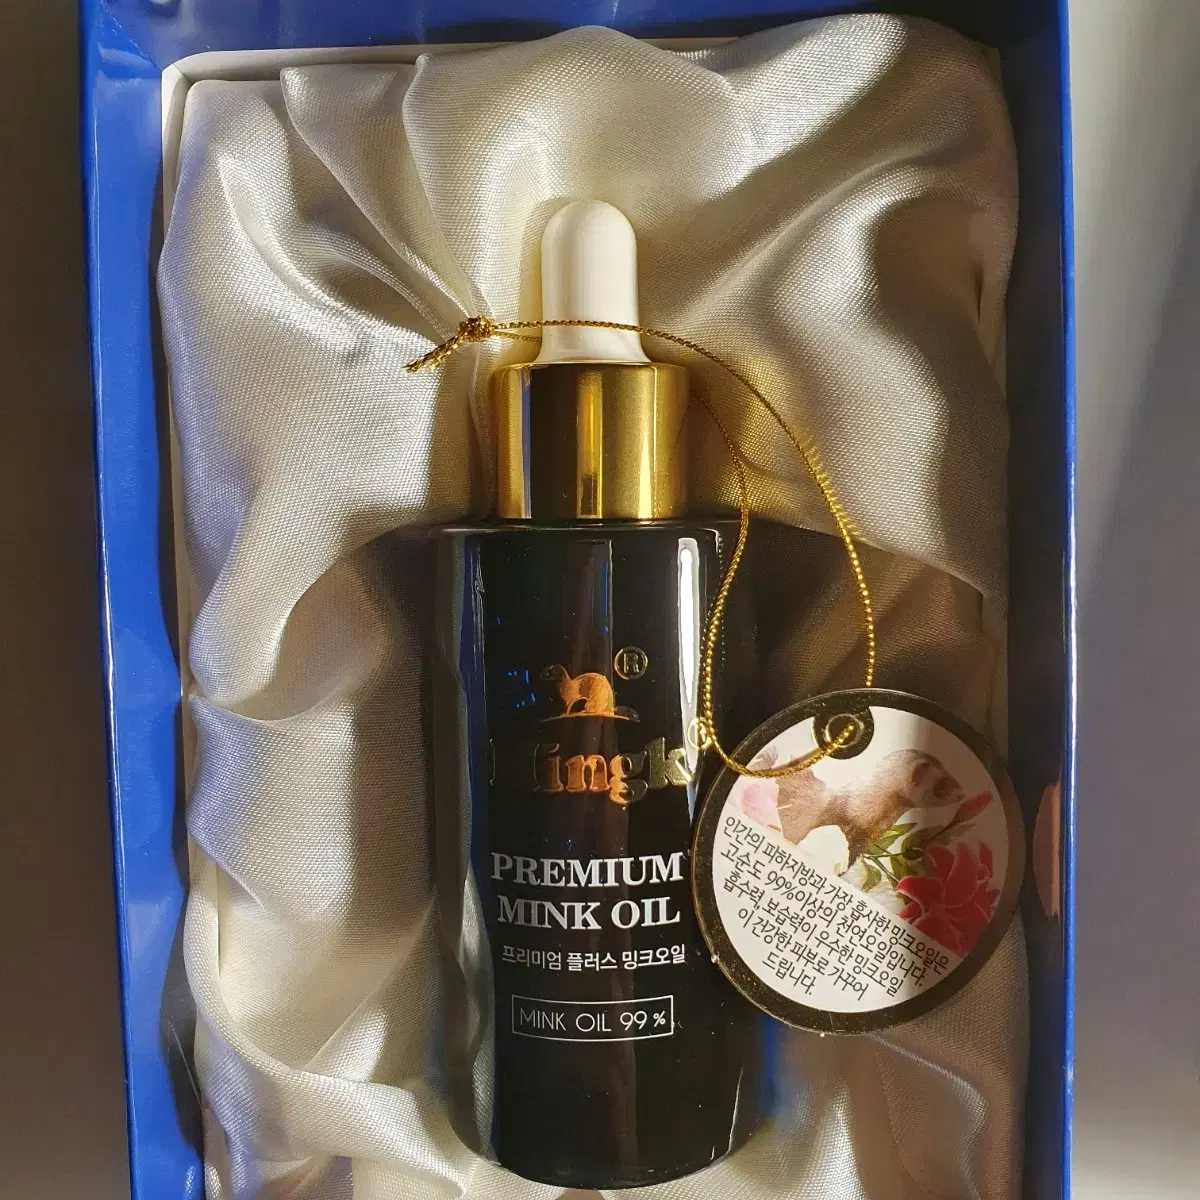 ®
PREMIUM
MINK OIL
프리미엄 플러스 밍크오일
MINK OIL 99%
인간의 피하지방과 가장 흡사한 밍크오일은
고순도 99%이상의 천연오일입니다.
흡수력, 보습력이 우수한 밍크오일
이 건강한 피부로 가꾸어
드립니다.